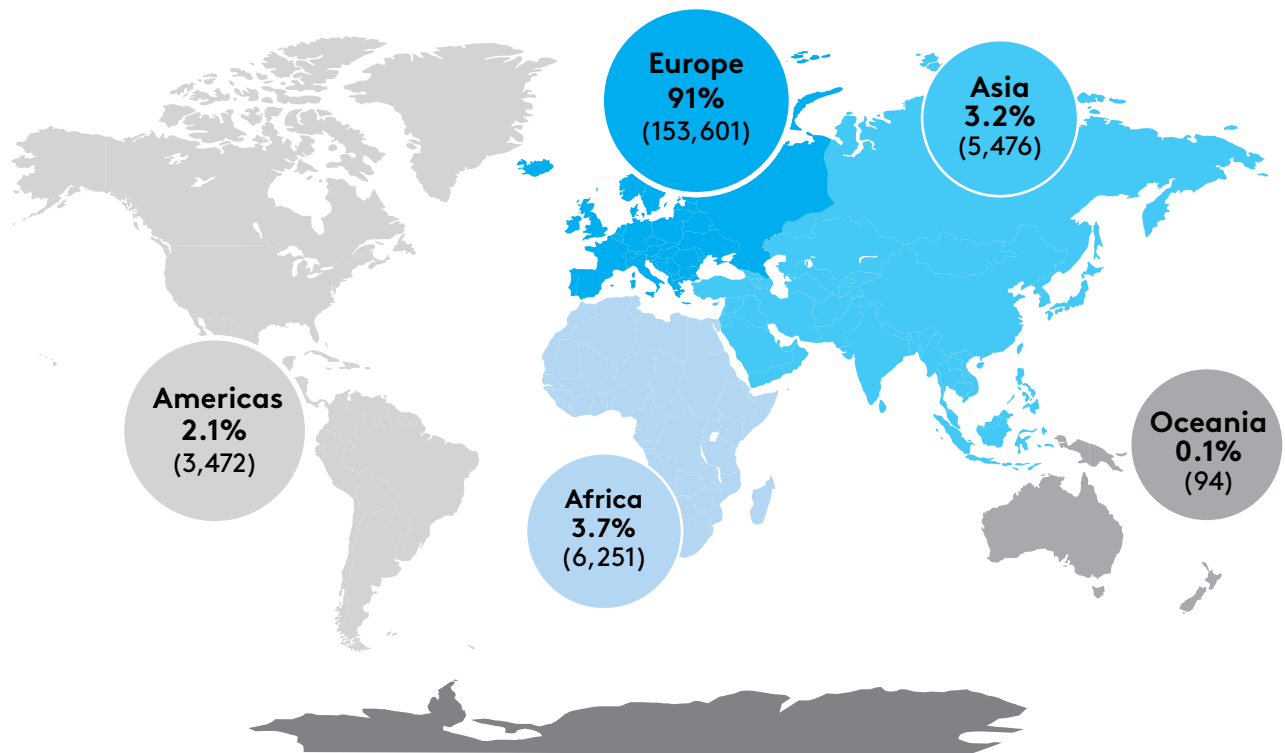 Europe
91%
(153,601)
Asia
3.2%
(5,476)
Americas
2.1%
(3,472)
Oceania
0.1%
(94)
Africa
3.7%
(6,251)